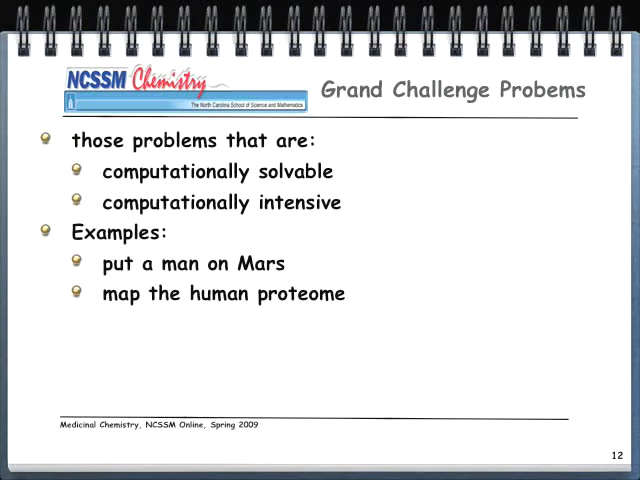 NCSSM Chemistry
The North Carolina School of Science and Mathematics
Grand Challenge Probems
those problems that are:
computationally solvable
computationally intensive
Examples:
put a man on Mars
map the human proteome
Medicinal Chemistry, NCSSM Online, Spring 2009
12